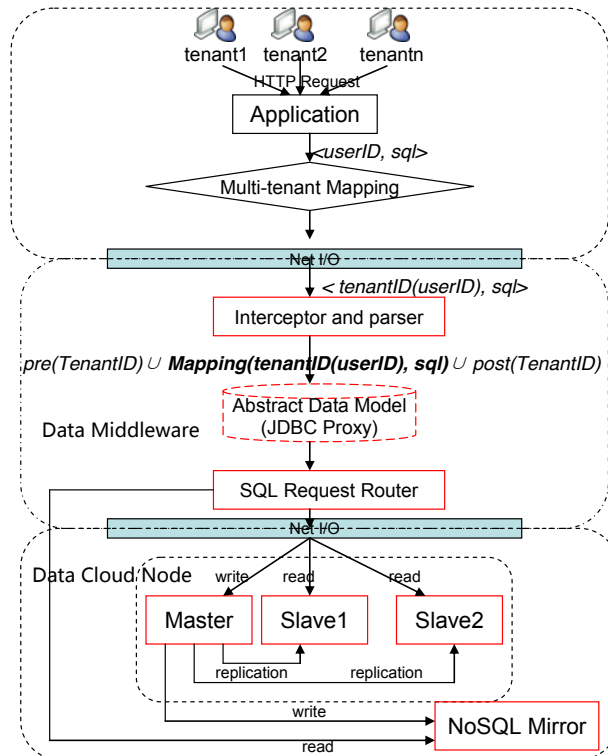 tenant1 tenant2 tenantn
HTTP Request
Application
<userID, sql>
Multi-tenant Mapping
Net I/O
< tenantID(userID), sql>
Interceptor and parser
pre(TenantID) ∪ Mapping(tenantID(userID), sql) ∪ post(TenantID)
Abstract Data Model
(JDBC Proxy)
Data Middleware
SQL Request Router
Net I/O
Data Cloud Node
write read read
Master Slave1 Slave2
replication replication
write
NoSQL Mirror
read